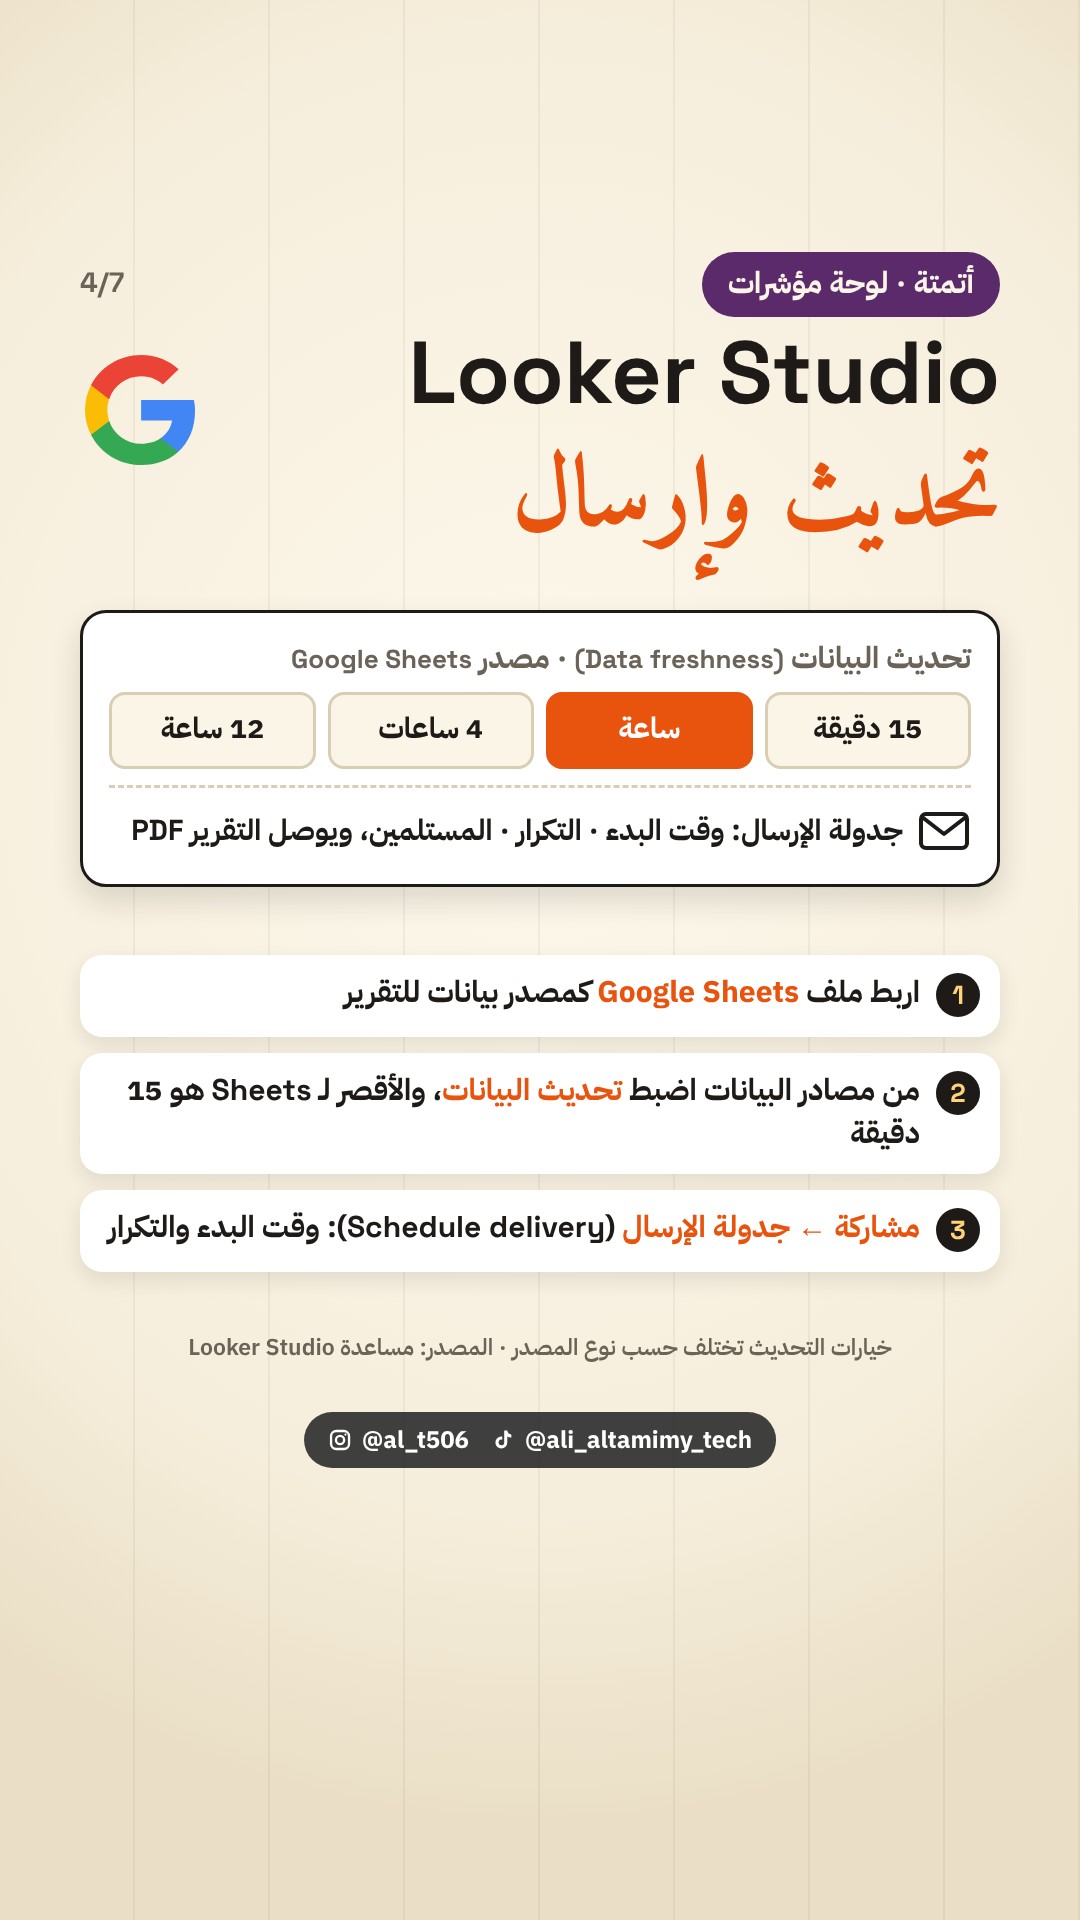 أتمتة · لوحة مؤشرات
4/7
Looker Studio
تحديث وإرسال
تحديث البيانات (Data freshness) · مصدر Google Sheets
15 دقيقة
ساعة
4 ساعات
12 ساعة
جدولة الإرسال: وقت البدء · التكرار · المستلمين، ويوصل التقرير PDF
1 اربط ملف Google Sheets كمصدر بيانات للتقرير
2 من مصادر البيانات اضبط تحديث البيانات، والأقصر لـ Sheets هو 15
دقيقة
3 مشاركة ← جدولة الإرسال (Schedule delivery): وقت البدء والتكرار
خيارات التحديث تختلف حسب نوع المصدر · المصدر: مساعدة Looker Studio
@al_t506 @ali_altamimy_tech